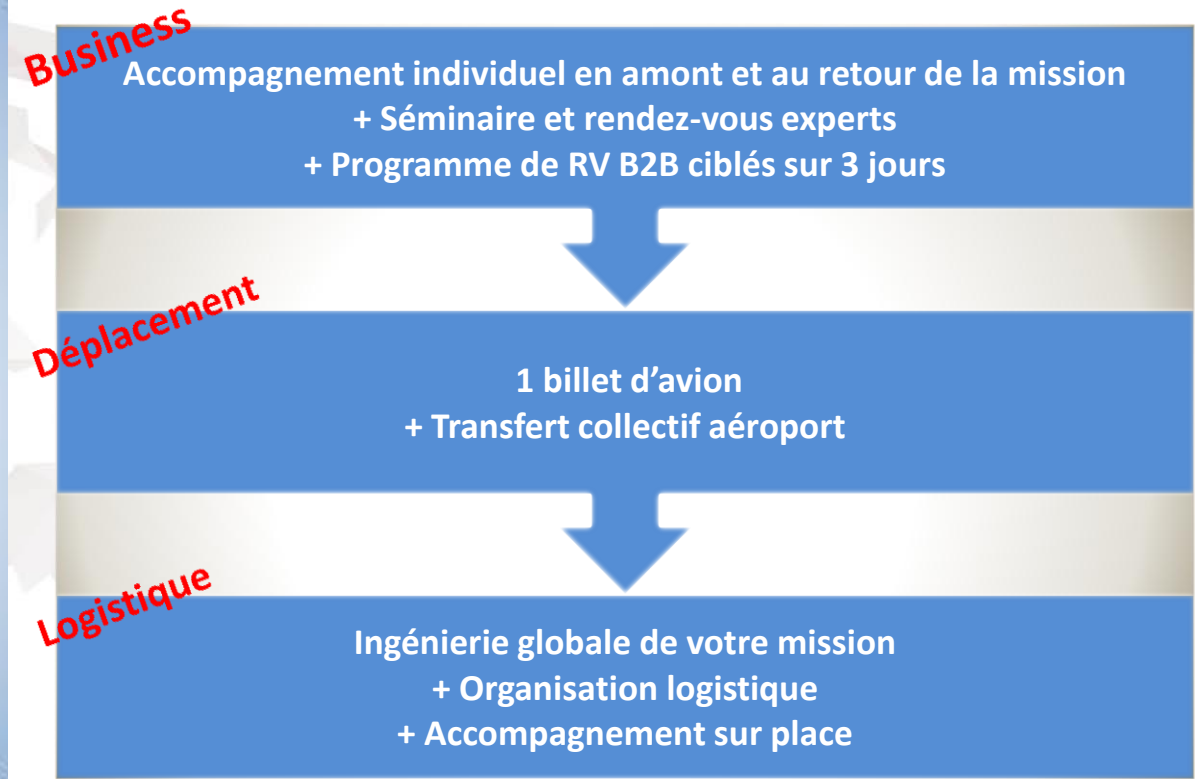 Business
Accompagnement individuel en amont et au retour de la mission
+ Séminaire et rendez-vous experts
+ Programme de RV B2B ciblés sur 3 jours
Déplacement
1 billet d’avion
+ Transfert collectif aéroport
Logistique
Ingénierie globale de votre mission
+ Organisation logistique
+ Accompagnement sur place